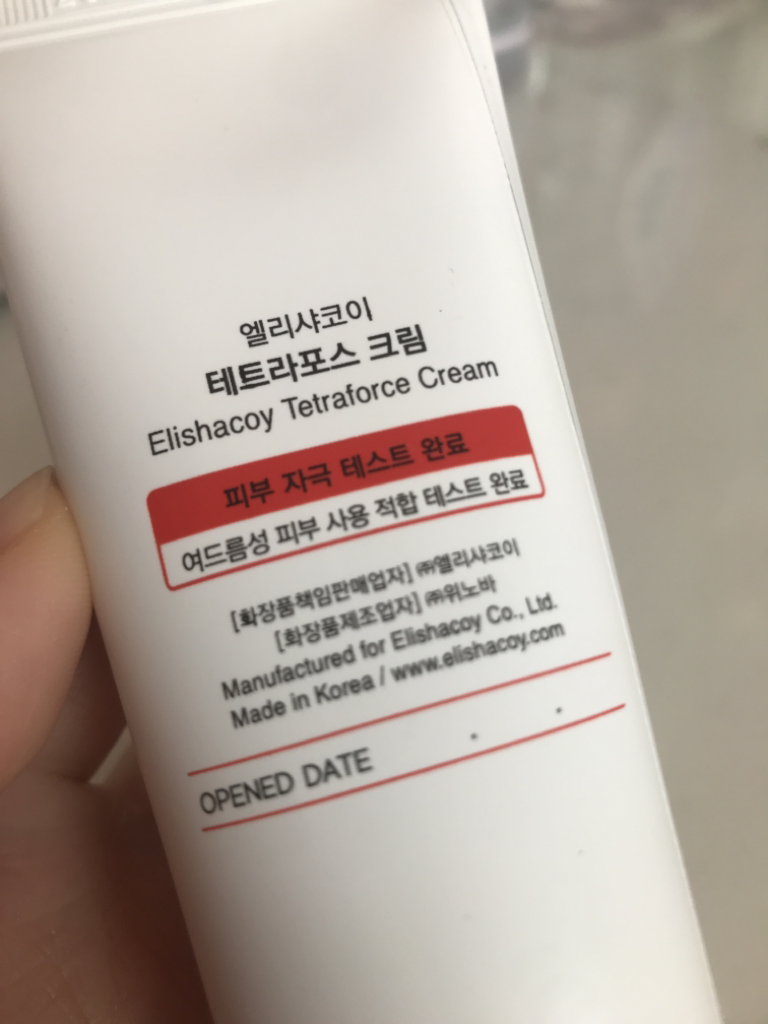 엘리샤코이
테트라포스 크림
Elishacoy Tetraforce Cream
피부 자극 테스트 완료
여드름성 피부 사용 적합 테스트 완료
[화장품책임판매업자] ㈜엘리샤코이
[화장품제조업자] ㈜위노바
Manufactured for Elishacoy Co., Ltd.
Made in Korea / www.elishacoy.com
OPENED DATE . .